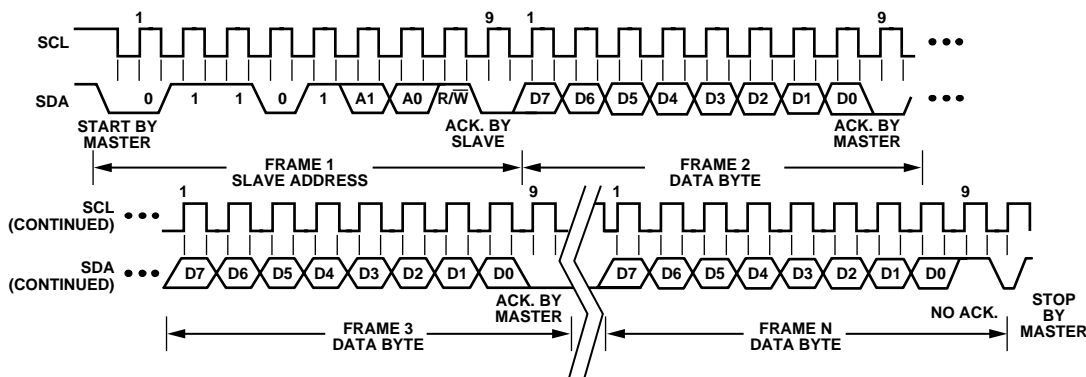 1 9 1 9
SCL
SDA 0 1 1 0 1 A1 A0 R/W̅ D7 D6 D5 D4 D3 D2 D1 D0
START BY
MASTER
ACK. BY
SLAVE
ACK. BY
MASTER
FRAME 1
SLAVE ADDRESS
FRAME 2
DATA BYTE
1 9 1 9
SCL
(CONTINUED)
SDA
(CONTINUED)
D7 D6 D5 D4 D3 D2 D1 D0 D7 D6 D5 D4 D3 D2 D1 D0
ACK. BY
MASTER
NO ACK.
STOP
BY
MASTER
FRAME 3
DATA BYTE
FRAME N
DATA BYTE